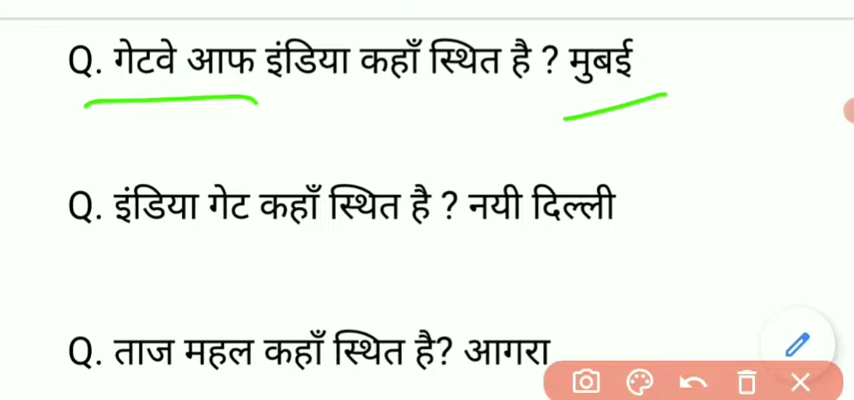 Q. गेटवे आफ इंडिया कहाँ स्थित है ? मुबई
Q. इंडिया गेट कहाँ स्थित है ? नयी दिल्ली
Q. ताज महल कहाँ स्थित है? आगरा